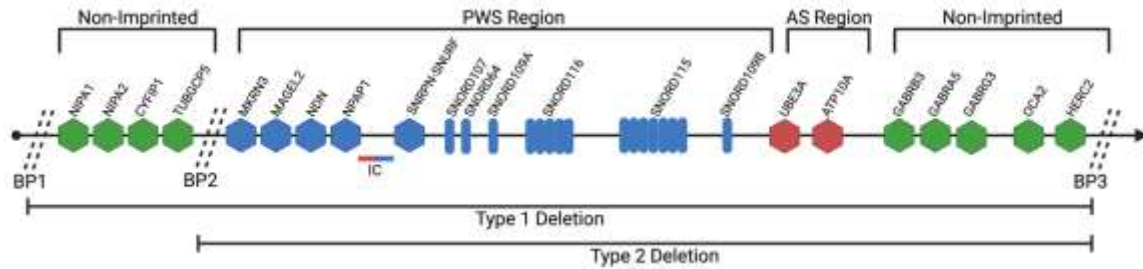 Non-Imprinted
PWS Region
AS Region
Non-Imprinted
NIPA1
NIPA2
CYFIP1
TUBGCP5
MKRN3
MAGEL2
NDN
NPAP1
SNRPN-SNURF
SNORD107
SNORD64
SNORD109A
SNORD116
SNORD115
SNORD109B
UBE3A
ATP10A
GABRB3
GABRA5
GABRG3
OCA2
HERC2
IC
BP1
BP2
BP3
Type 1 Deletion
Type 2 Deletion